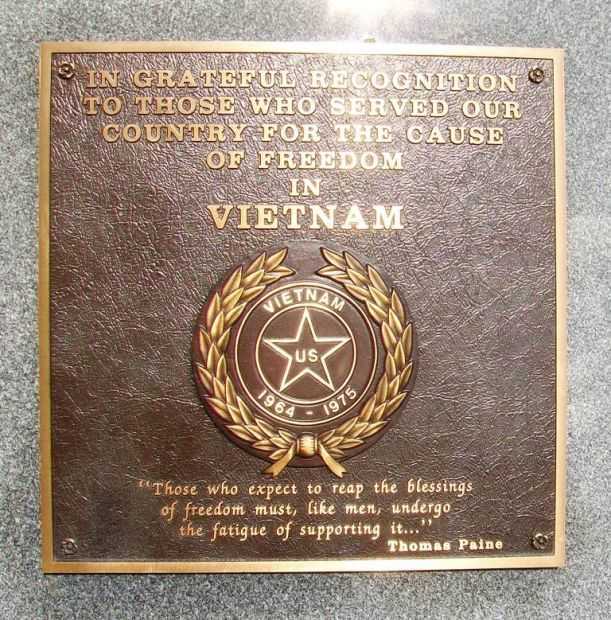 IN GRATEFUL RECOGNITION
TO THOSE WHO SERVED OUR
COUNTRY FOR THE CAUSE
OF FREEDOM
IN
VIETNAM
VIETNAM
US
1964 - 1975
"Those who expect to reap the blessings
of freedom must, like men, undergo
the fatigue of supporting it..."
Thomas Paine